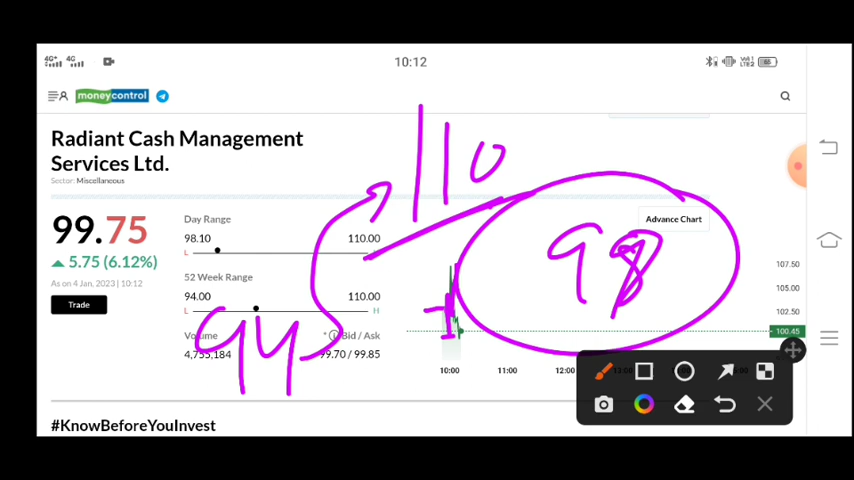 10:12
moneycontrol
Radiant Cash Management
Services Ltd.
Sector: Miscellaneous
110
99.75
5.75 (6.12%)
As on 4 Jan, 2023 | 10:12
Trade
Day Range
98.10 110.00
L
52 Week Range
94.00 110.00
L H
Volume
4,755,184
Bid / Ask
99.70 / 99.85
94
98
Advance Chart
107.50
105.00
102.50
100.45
10:00 11:00 12:00
#KnowBeforeYouInvest